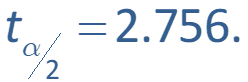 t_{α/2} = 2.756.